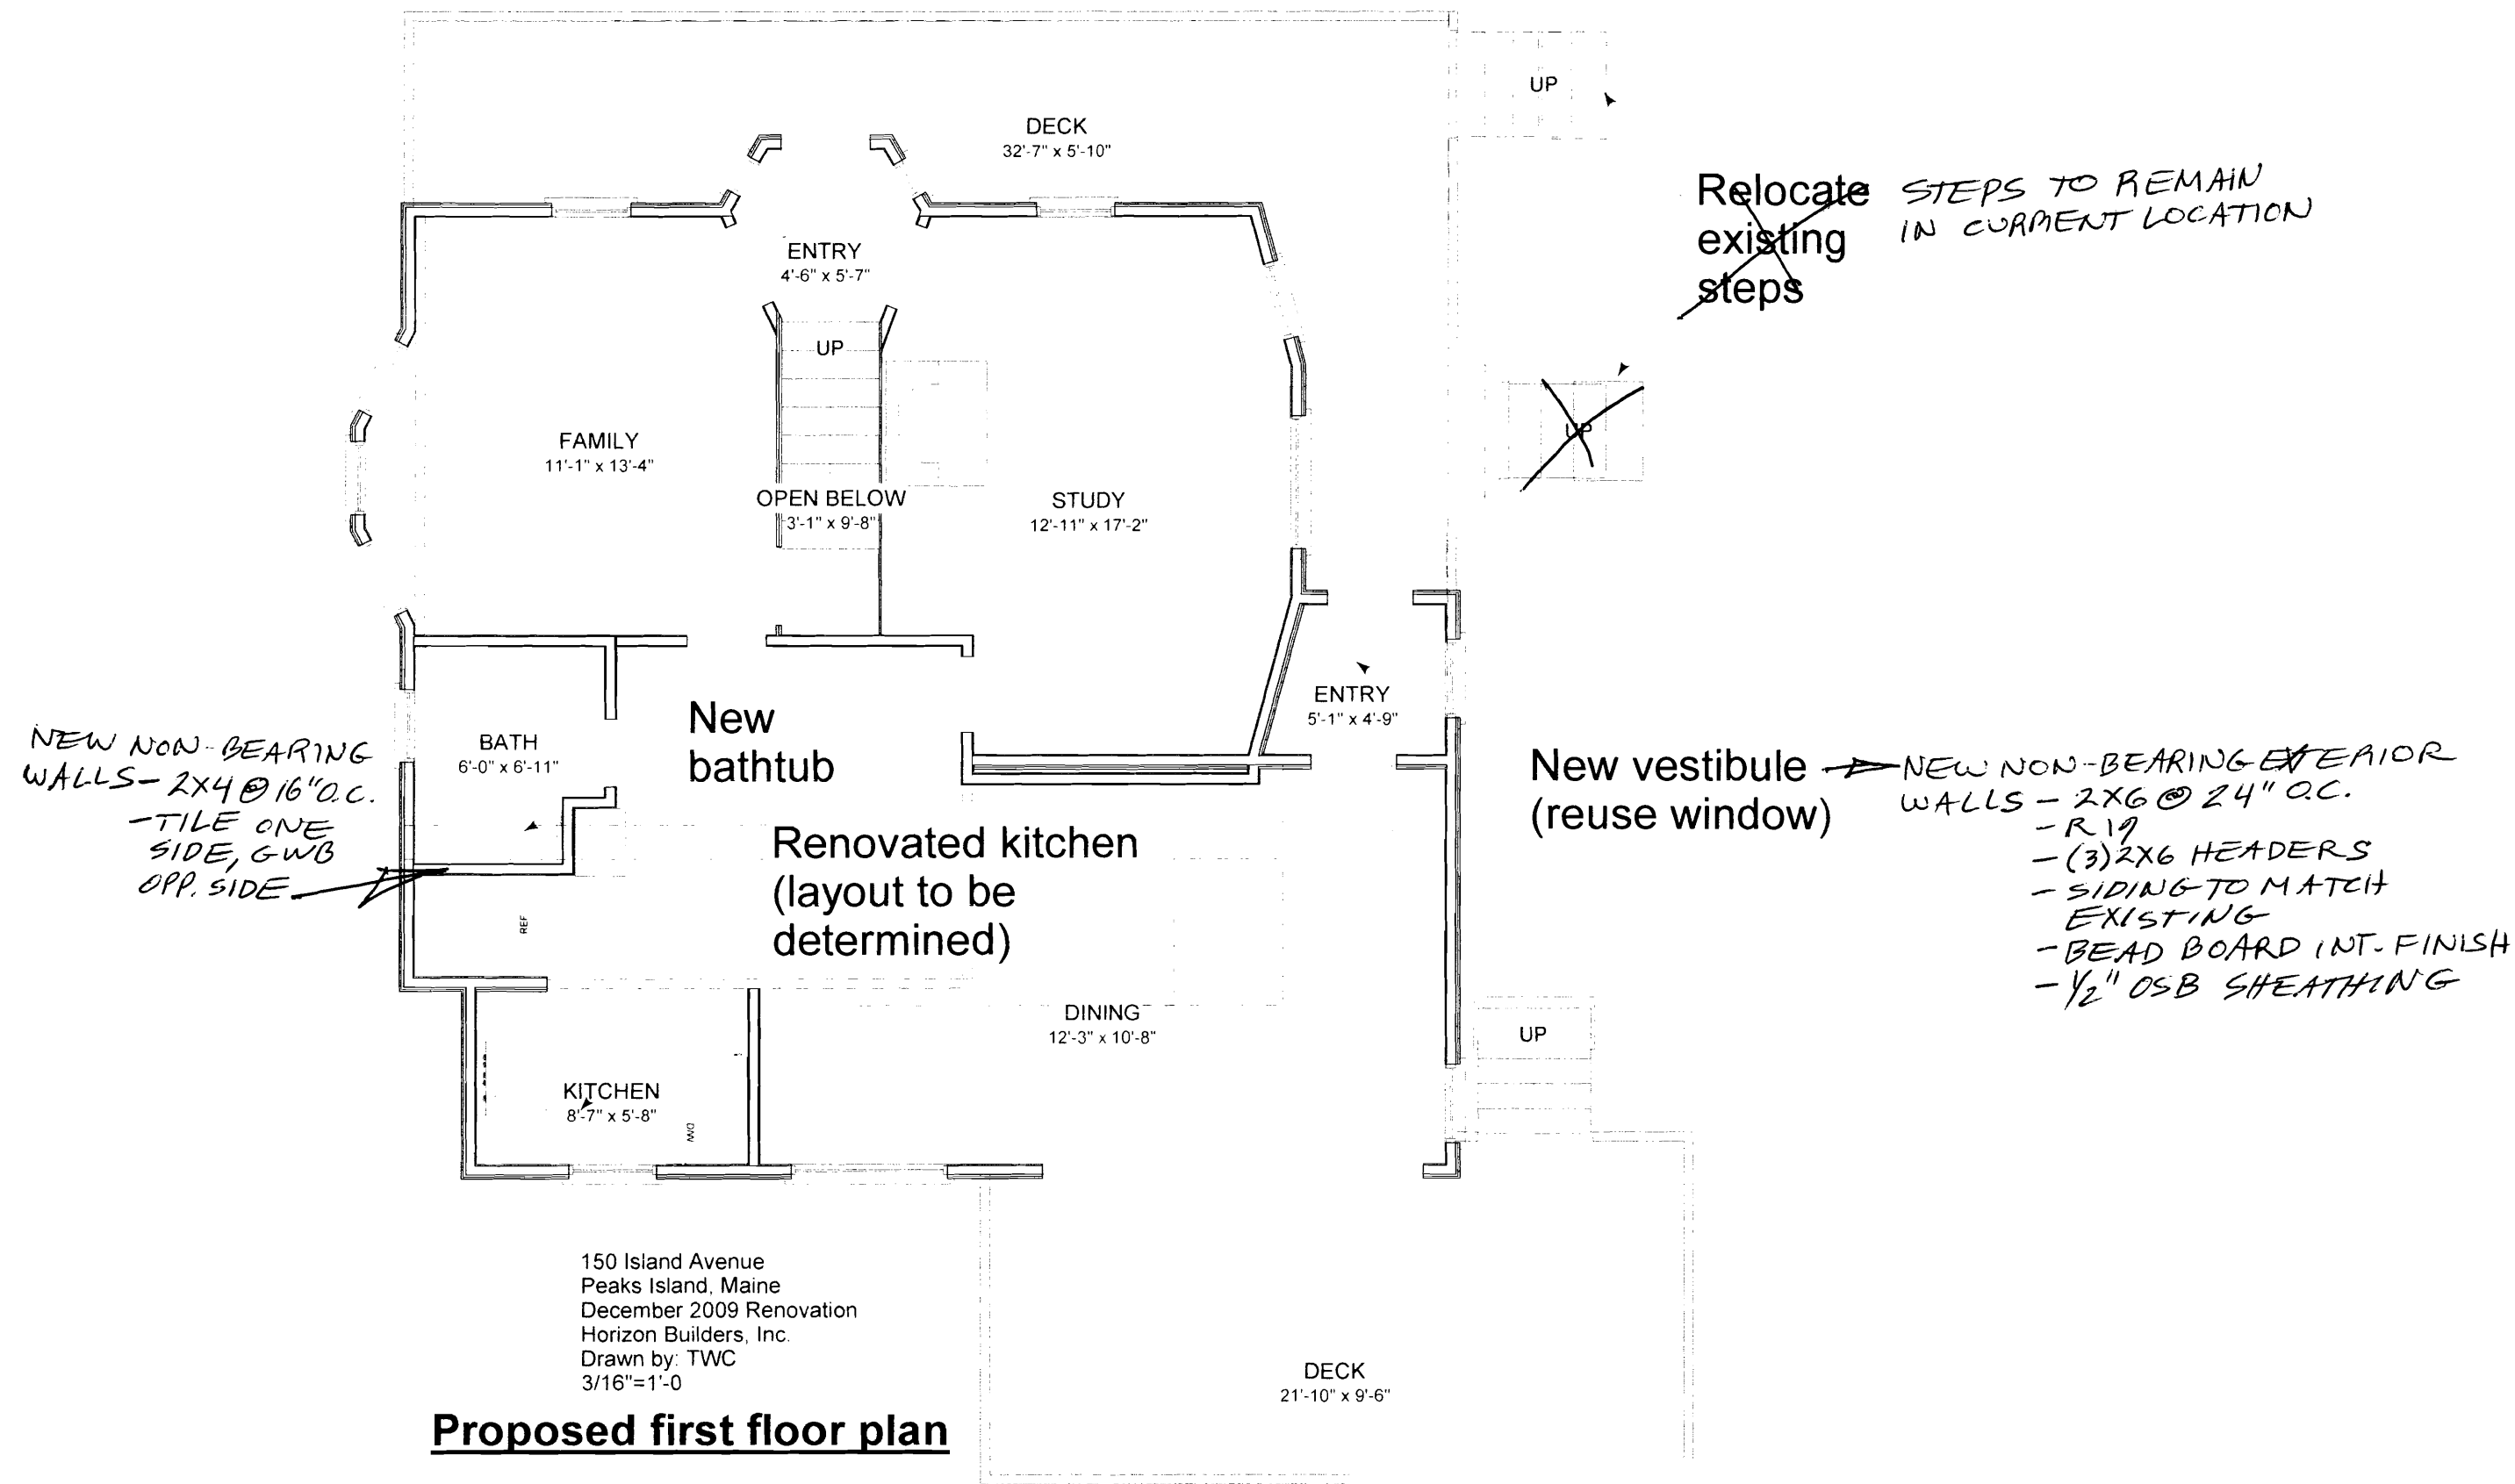 UP
DECK
32'-7" x 5'-10"
Relocate
existing
steps
STEPS TO REMAIN
IN CURRENT LOCATION
ENTRY
4'-6" x 5'-7"
UP
UP
FAMILY
11'-1" x 13'-4"
OPEN BELOW
3'-1" x 9'-8"
STUDY
12'-11" x 17'-2"
ENTRY
5'-1" x 4'-9"
New
bathtub
BATH
6'-0" x 6'-11"
NEW NON-BEARING
WALLS- 2X4 @ 16" O.C.
-TILE ONE
SIDE, GWB
OPP. SIDE
New vestibule
(reuse window)
NEW NON-BEARING EXTERIOR
WALLS - 2X6 @ 24" O.C.
- R19
- (3) 2X6 HEADERS
- SIDING TO MATCH
EXISTING
- BEAD BOARD INT. FINISH
- 1/2" OSB SHEATHING
Renovated kitchen
(layout to be
determined)
REF
DINING
12'-3" x 10'-8"
UP
KITCHEN
8'-7" x 5'-8"
DW
150 Island Avenue
Peaks Island, Maine
December 2009 Renovation
Horizon Builders, Inc.
Drawn by: TWC
3/16"=1'-0
DECK
21'-10" x 9'-6"
Proposed first floor plan